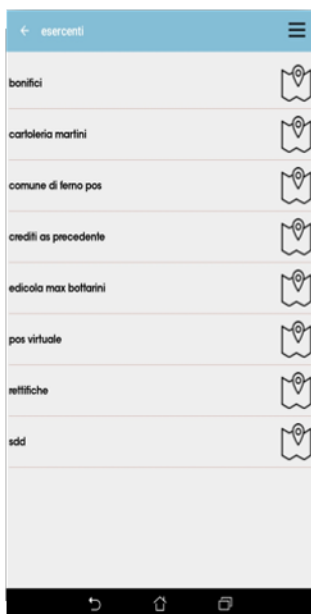 esercenti
bonifici
cartoleria martini
comune di ferno pos
crediti as precedente
edicola max bottarini
pos virtuale
rettifiche
sdd